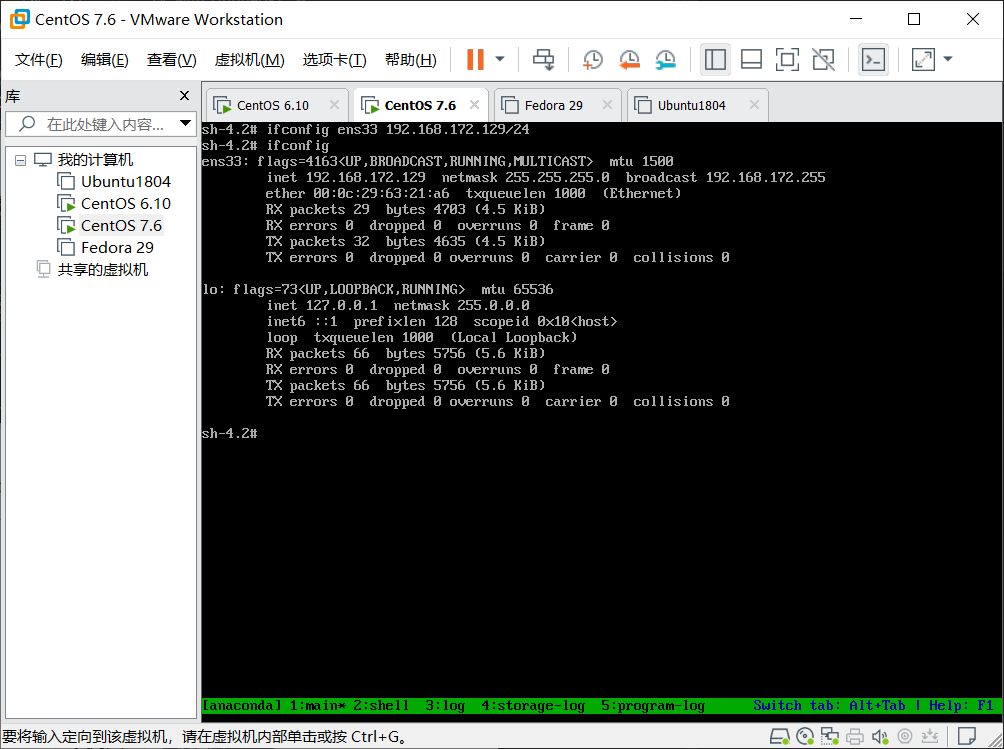 CentOS 7.6 - VMware Workstation
文件(F) 编辑(E) 查看(V) 虚拟机(M) 选项卡(T) 帮助(H)
库
在此处键入内容...
我的计算机
Ubuntu1804
CentOS 6.10
CentOS 7.6
Fedora 29
共享的虚拟机
CentOS 6.10 CentOS 7.6 Fedora 29 Ubuntu1804
sh-4.2# ifconfig ens33 192.168.172.129/24
sh-4.2# ifconfig
ens33: flags=4163<UP,BROADCAST,RUNNING,MULTICAST>  mtu 1500
        inet 192.168.172.129  netmask 255.255.255.0  broadcast 192.168.172.255
        ether 00:0c:29:63:21:a6  txqueuelen 1000  (Ethernet)
        RX packets 29  bytes 4703 (4.5 KiB)
        RX errors 0  dropped 0  overruns 0  frame 0
        TX packets 32  bytes 4635 (4.5 KiB)
        TX errors 0  dropped 0 overruns 0  carrier 0  collisions 0
lo: flags=73<UP,LOOPBACK,RUNNING>  mtu 65536
        inet 127.0.0.1  netmask 255.0.0.0
        inet6 ::1  prefixlen 128  scopeid 0x10<host>
        loop  txqueuelen 1000  (Local Loopback)
        RX packets 66  bytes 5756 (5.6 KiB)
        RX errors 0  dropped 0  overruns 0  frame 0
        TX packets 66  bytes 5756 (5.6 KiB)
        TX errors 0  dropped 0 overruns 0  carrier 0  collisions 0
sh-4.2#
[anaconda] 1:main* 2:shell  3:log  4:storage-log  5:program-log Switch tab: Alt+Tab | Help: F1
要将输入定向到该虚拟机，请在虚拟机内部单击或按 Ctrl+G。